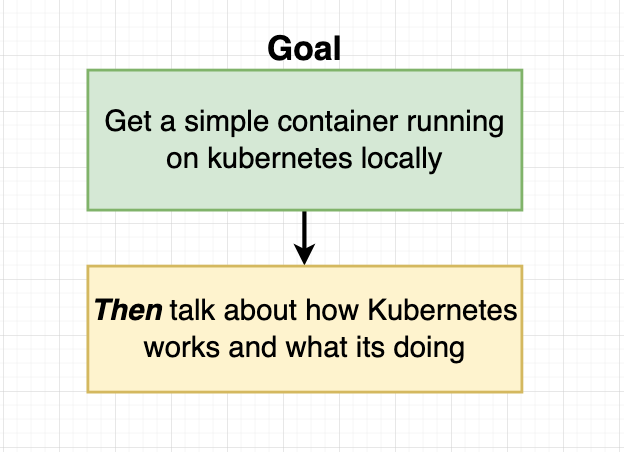 Goal
Get a simple container running
on kubernetes locally
Then talk about how Kubernetes
works and what its doing